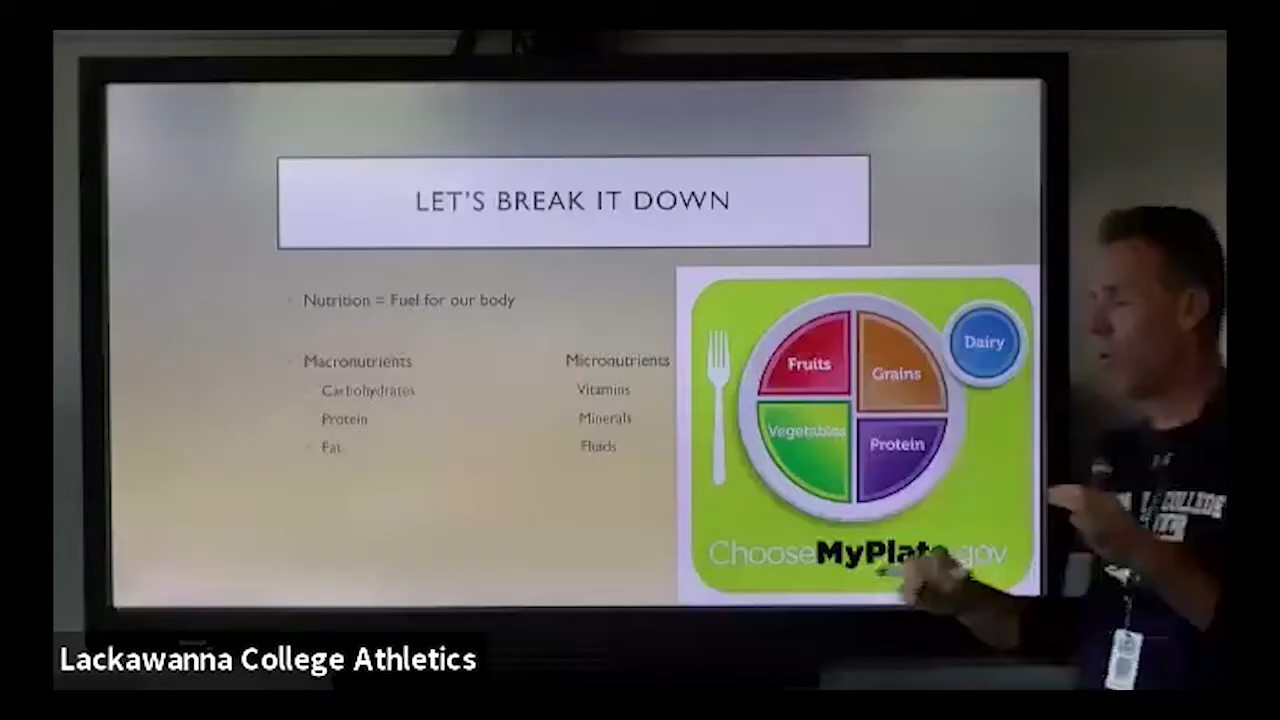 LET'S BREAK IT DOWN
Nutrition = Fuel for our body
Macronutrients
Carbohydrates
Protein
Fat
Micronutrients
Vitamins
Minerals
Fluids
Fruits
Grains
Dairy
Vegetables
Protein
ChooseMyPlate.gov
COLLEGE
Lackawanna College Athletics